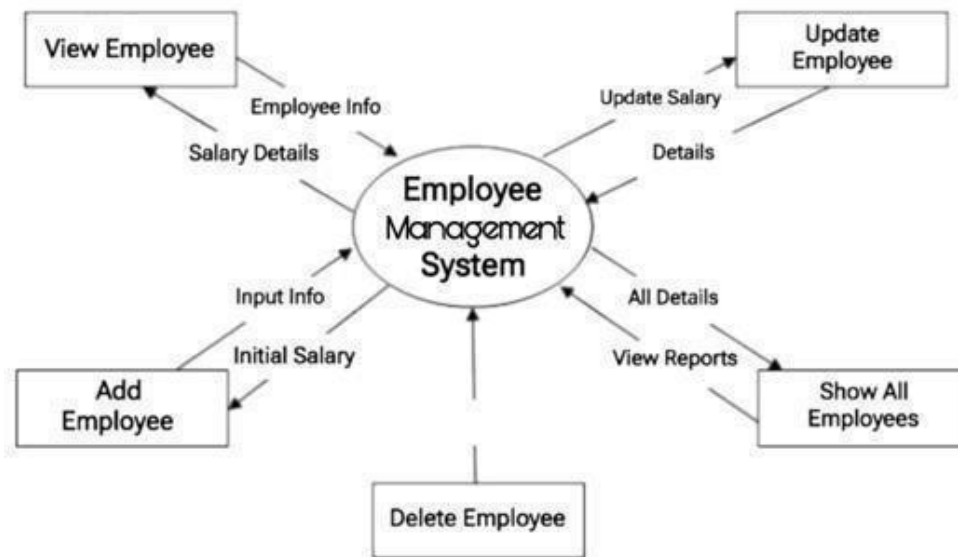 View Employee
Update
Employee
Employee Info
Update Salary
Salary Details
Details
Employee
Management
System
Input Info
All Details
Initial Salary
View Reports
Add
Employee
Show All
Employees
Delete Employee